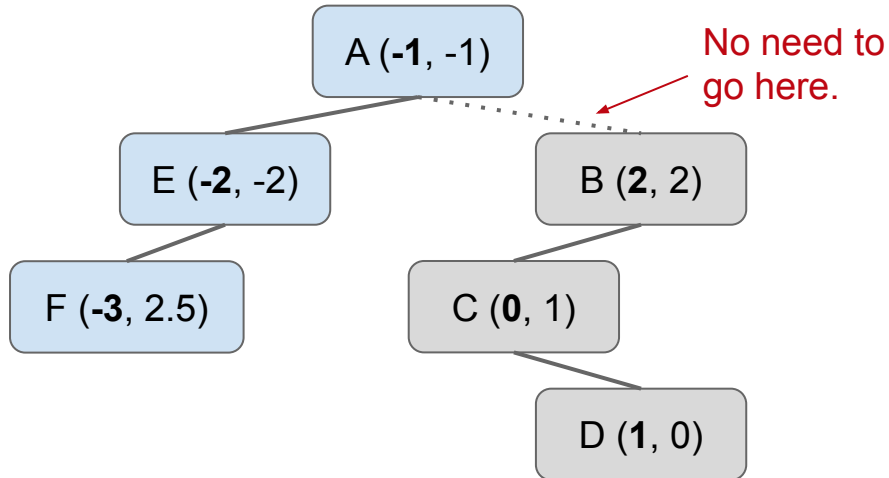 A (-1, -1)
No need to
go here.
E (-2, -2)
B (2, 2)
F (-3, 2.5)
C (0, 1)
D (1, 0)